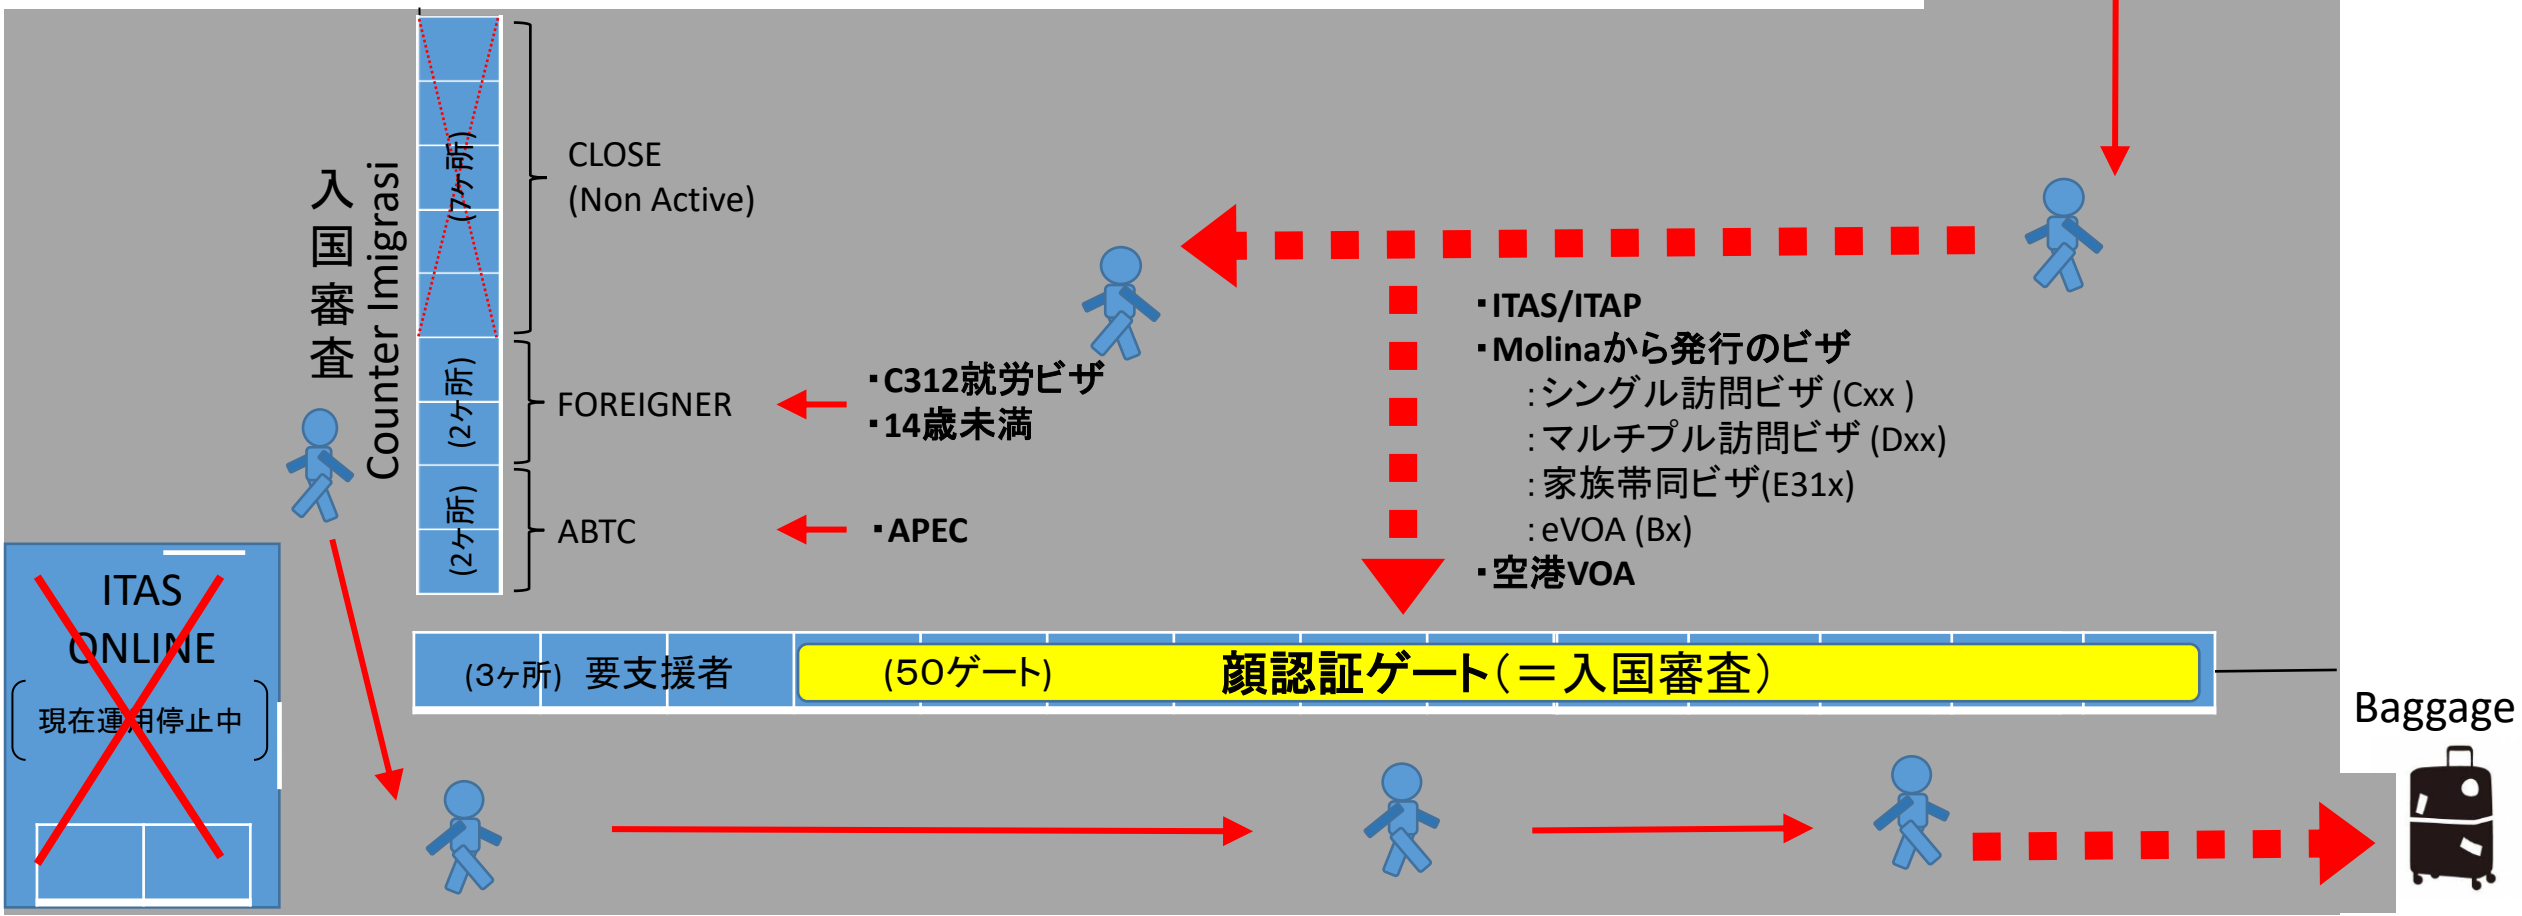 入国審査
Counter Imigrasi
(7ケ所)
CLOSE
(Non Active)
(2ケ所)
FOREIGNER
・C312就労ビザ
・14歳未満
(2ケ所)
ABTC
・APEC
・ITAS/ITAP
・Molinaから発行のビザ
：シングル訪問ビザ (Cxx )
：マルチプル訪問ビザ (Dxx)
：家族帯同ビザ(E31x)
：eVOA (Bx)
・空港VOA
ITAS
ONLINE
現在運用停止中
(3ヶ所) 要支援者
(50ゲート) 顔認証ゲート(＝入国審査)
Baggage